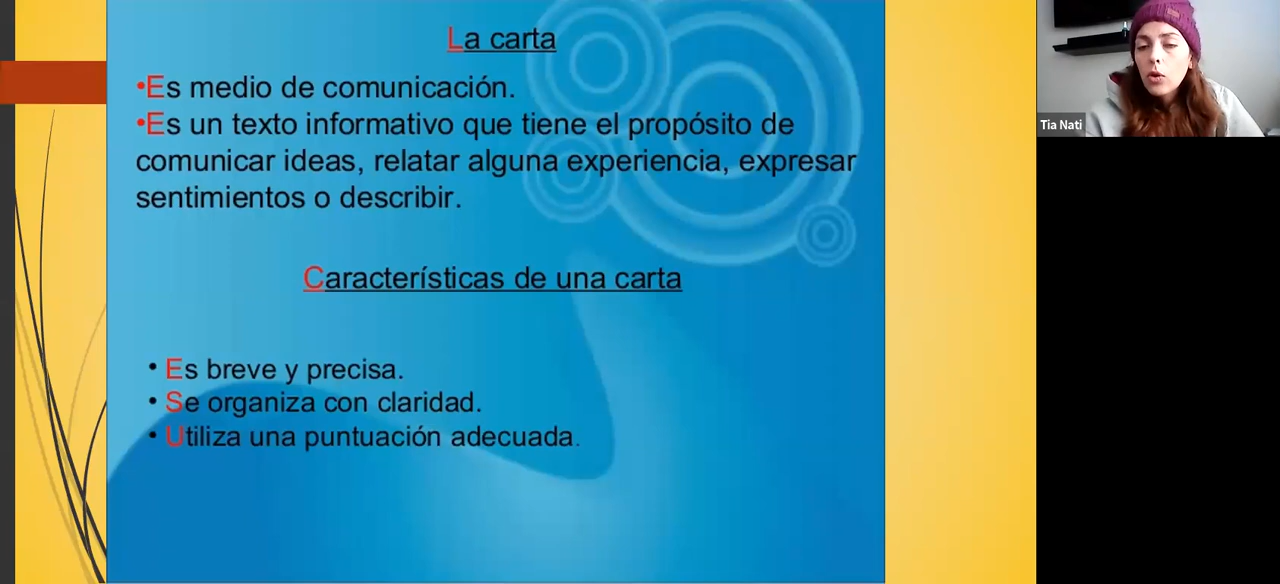 La carta
•Es medio de comunicación.
•Es un texto informativo que tiene el propósito de
comunicar ideas, relatar alguna experiencia, expresar
sentimientos o describir.
Características de una carta
• Es breve y precisa.
• Se organiza con claridad.
• Utiliza una puntuación adecuada.
Tia Nati